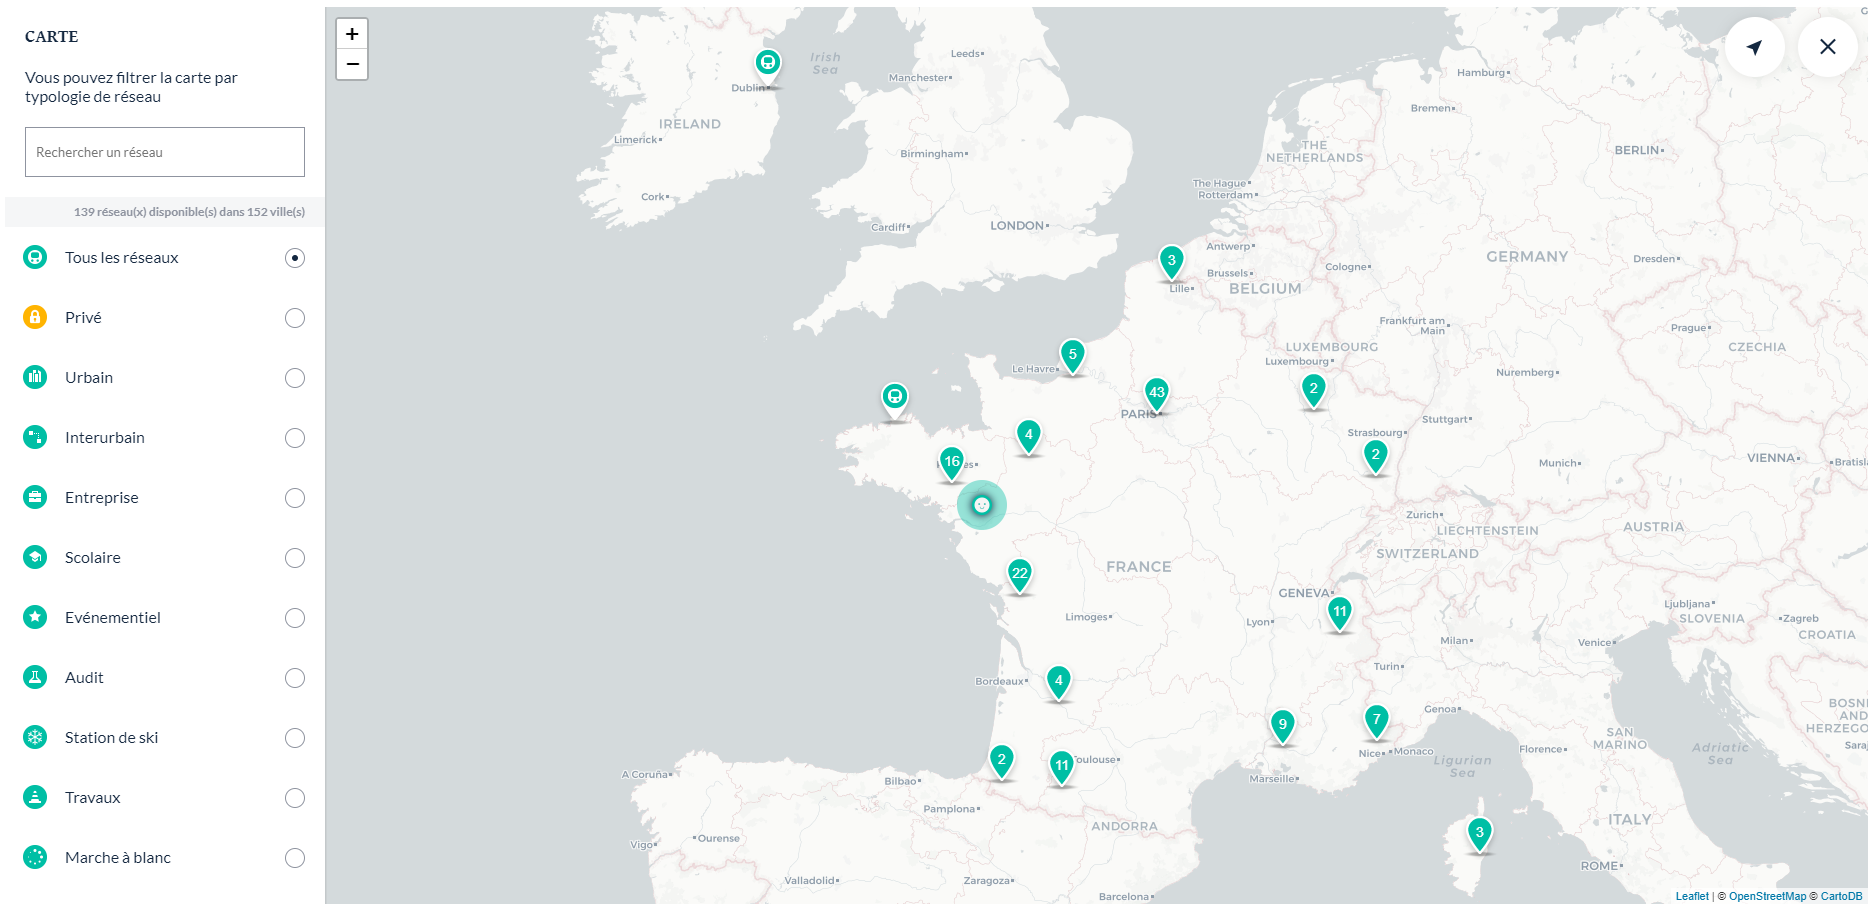 CARTE
Vous pouvez filtrer la carte par
typologie de réseau
Rechercher un réseau
139 réseau(x) disponible(s) dans 152 ville(s)
Tous les réseaux
Privé
Urbain
Interurbain
Entreprise
Scolaire
Evénementiel
Audit
Station de ski
Travaux
Marche à blanc
+
−
Irish
Sea
Leeds
Manchester
Dublin
IRELAND
Limerick
Birmingham
Cork
Cardiff
LONDON
Hamburg
Bremen
BERLIN
THE
NETHERLANDS
The Hague
Rotterdam
Antwerp
Brussels
BELGIUM
Cologne
GERMANY
Dresden
3
Lille
Frankfurt am
Main
Prague
CZECHIA
LUXEMBOURG
Luxembourg
Nuremberg
5
Le Havre
43
PARIS
2
Stuttgart
Strasbourg
4
2
Munich
VIENNA
16
Zurich
LIECHTENSTEIN
AUSTRIA
SWITZERLAND
22
FRANCE
GENEVA
11
Limoges
Lyon
Ljubljana
SLOVENIA
Zagreb
CROATIA
Milan
Venice
Turin
4
Bordeaux
9
7
Genoa
Nice
Monaco
Ligurian
Sea
Florence
SAN
MARINO
Adriatic
Sea
2
11
Marseille
A Coruña
Bilbao
Pamplona
ANDORRA
3
ITALY
Ourense
Vigo
ROME
Valladolid
Zaragoza
Barcelona
Leaflet | © OpenStreetMap © CartoDB